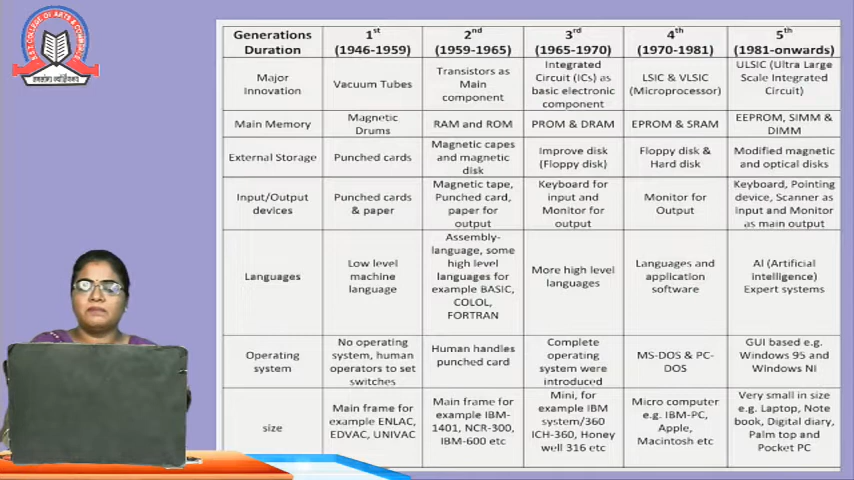 G.E.T. COLLEGE OF ARTS & COMMERCE
Generations Duration | 1st (1946-1959) | 2nd (1959-1965) | 3rd (1965-1970) | 4th (1970-1981) | 5th (1981-onwards)
Major Innovation | Vacuum Tubes | Transistors as Main component | Integrated Circuit (ICs) as basic electronic component | LSIC & VLSIC (Microprocessor) | ULSIC (Ultra Large Scale Integrated Circuit)
Main Memory | Magnetic Drums | RAM and ROM | PROM & DRAM | EPROM & SRAM | EEPROM, SIMM & DIMM
External Storage | Punched cards | Magnetic capes and magnetic disk | Improve disk (Floppy disk) | Floppy disk & Hard disk | Modified magnetic and optical disks
Input/Output devices | Punched cards & paper | Magnetic tape, Punched card, paper for output | Keyboard for input and Monitor for output | Monitor for Output | Keyboard, Pointing device, Scanner as input and Monitor as main output
Languages | Low level machine language | Assembly-language, some high level languages for example BASIC, COLOL, FORTRAN | More high level languages | Languages and application software | AI (Artificial intelligence) Expert systems
Operating system | No operating system, human operators to set switches | Human handles punched card | Complete operating system were introduced | MS-DOS & PC-DOS | GUI based e.g. Windows 95 and Windows NI
size | Main frame for example ENLAC, EDVAC, UNIVAC | Main frame for example IBM-1401, NCR-300, IBM-600 etc | Mini, for example IBM system/360 ICH-360, Honey well 316 etc | Micro computer e.g. IBM-PC, Apple, Macintosh etc | Very small in size e.g. Laptop, Note book, Digital diary, Palm top and Pocket PC